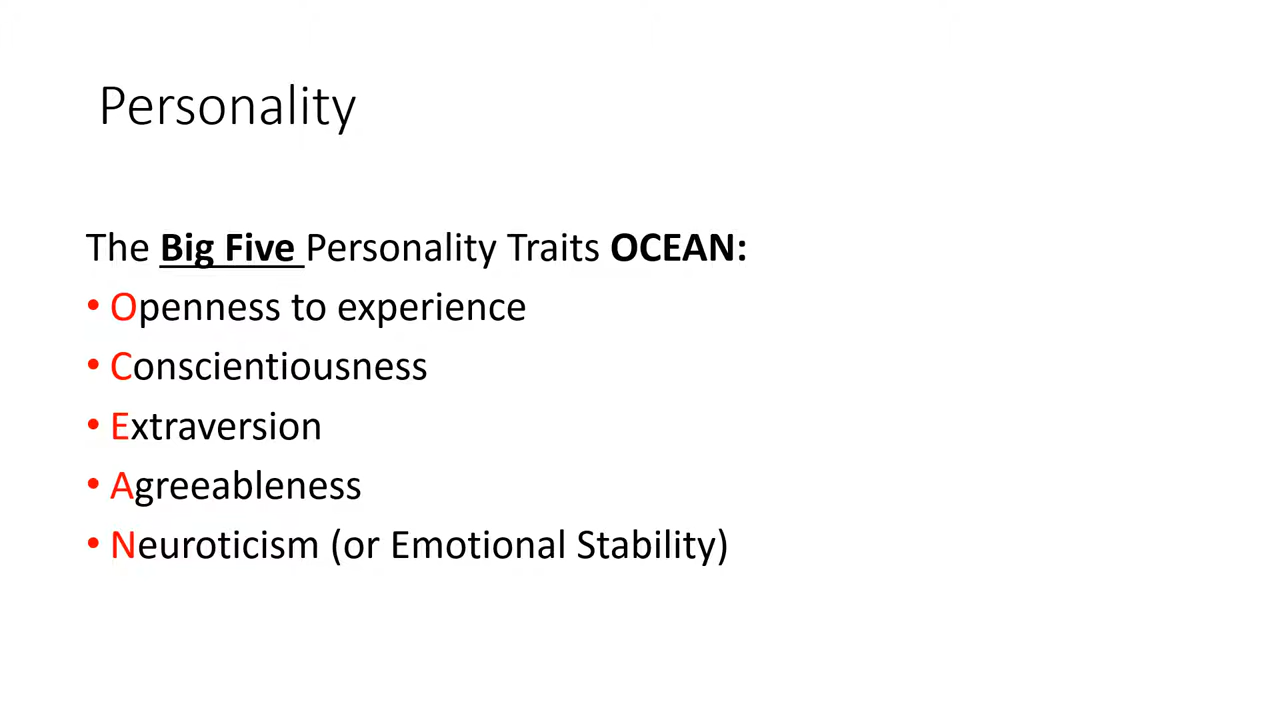 Personality
The Big Five Personality Traits OCEAN:
• Openness to experience
• Conscientiousness
• Extraversion
• Agreeableness
• Neuroticism (or Emotional Stability)